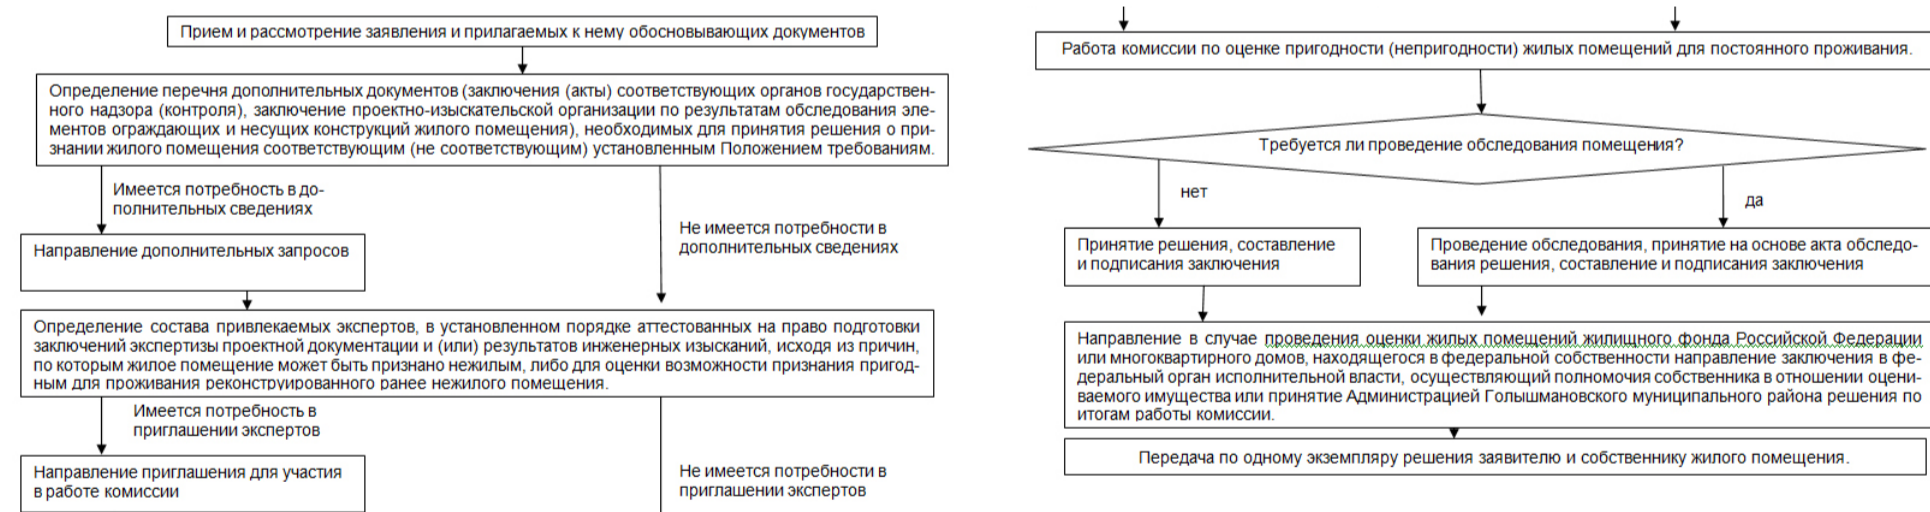 Прием и рассмотрение заявления и прилагаемых к нему обосновывающих документов
Определение перечня дополнительных документов (заключения (акты) соответствующих органов государствен-
ного надзора (контроля), заключение проектно-изыскательской организации по результатам обследования эле-
ментов ограждающих и несущих конструкций жилого помещения), необходимых для принятия решения о при-
знании жилого помещения соответствующим (не соответствующим) установленным Положением требованиям.
Имеется потребность в до-
полнительных сведениях
Не имеется потребности в
дополнительных сведениях
Направление дополнительных запросов
Определение состава привлекаемых экспертов, в установленном порядке аттестованных на право подготовки
заключений экспертизы проектной документации и (или) результатов инженерных изысканий, исходя из причин,
по которым жилое помещение может быть признано нежилым, либо для оценки возможности признания пригод-
ным для проживания реконструированного ранее нежилого помещения.
Имеется потребность в
приглашении экспертов
Направление приглашения для участия
в работе комиссии
Не имеется потребности в
приглашении экспертов
Работа комиссии по оценке пригодности (непригодности) жилых помещений для постоянного проживания.
Требуется ли проведение обследования помещения?
нет
да
Принятие решения, составление
и подписания заключения
Проведение обследования, принятие на основе акта обследо-
вания решения, составление и подписания заключения
Направление в случае проведения оценки жилых помещений жилищного фонда Российской Федерации
или многоквартирного домов, находящегося в федеральной собственности направление заключения в фе-
деральный орган исполнительной власти, осуществляющий полномочия собственника в отношении оцени-
ваемого имущества или принятие Администрацией Голышмановского муниципального района решения по
итогам работы комиссии.
Передача по одному экземпляру решения заявителю и собственнику жилого помещения.